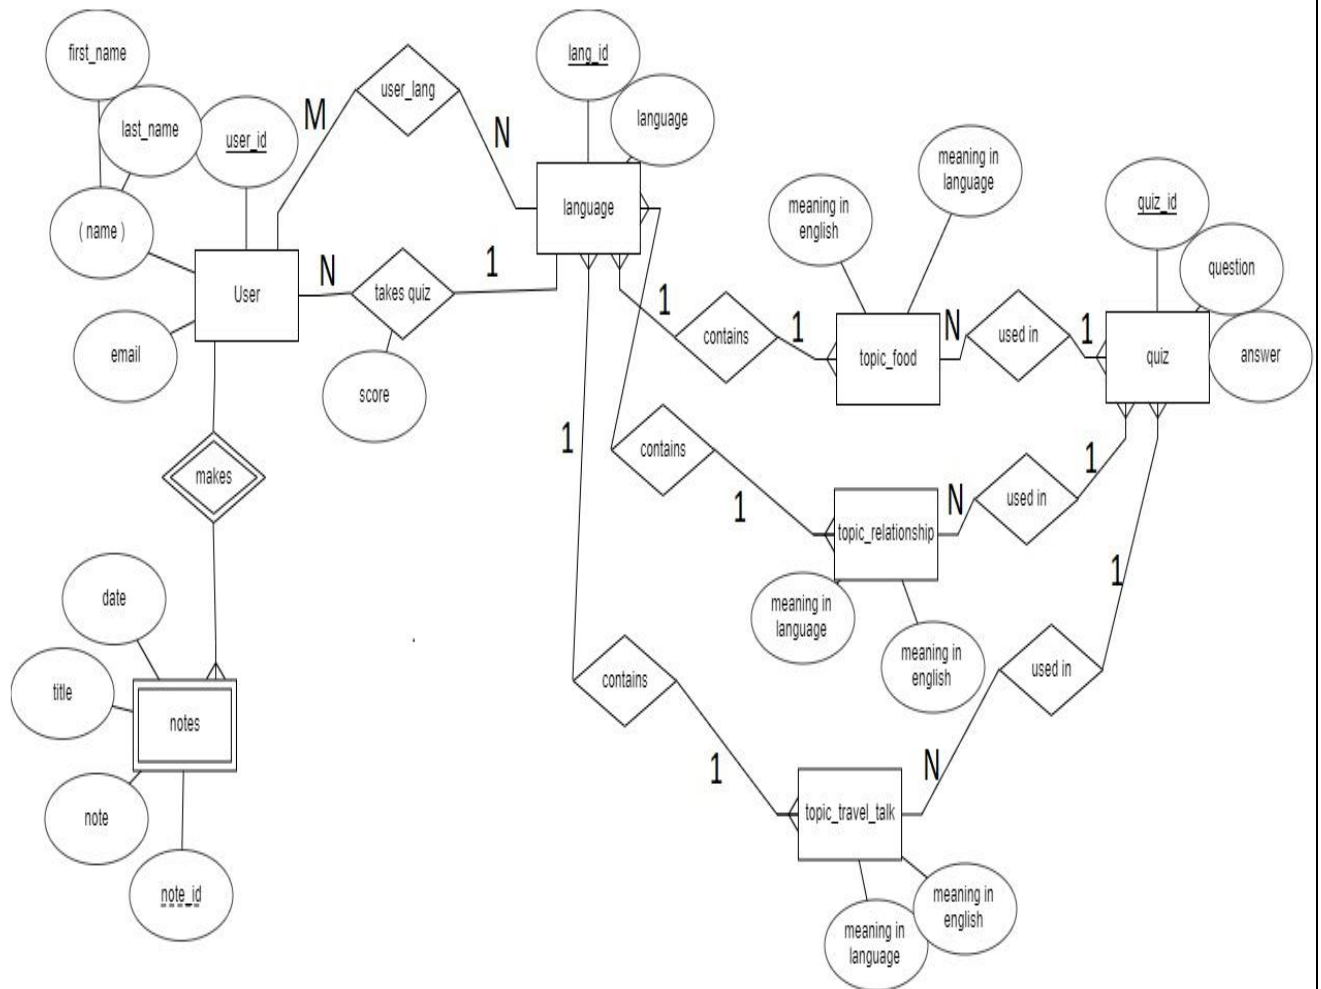 first_name
last_name
user_id
( name )
User
email
M
user_lang
N
lang_id
language
language
N
takes quiz
1
score
makes
date
title
notes
note
note_id
meaning in
english
meaning in
language
1
contains
1
topic_food
N
used in
1
quiz_id
question
answer
quiz
contains
1
topic_relationship
N
used in
1
meaning in
language
meaning in
english
1
contains
1
topic_travel_talk
N
used in
1
meaning in
language
meaning in
english